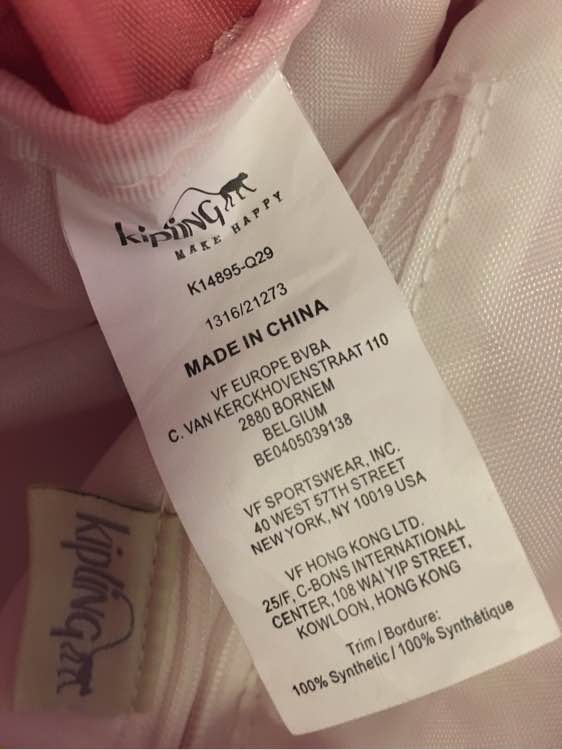 kipling
MAKE HAPPY
K14895-Q29
1316/21273
MADE IN CHINA
VF EUROPE BVBA
C. VAN KERCKHOVENSTRAAT 110
2880 BORNEM
BELGIUM
BE0405039138
VF SPORTSWEAR, INC.
40 WEST 57TH STREET
NEW YORK, NY 10019 USA
VF HONG KONG LTD.
25/F, C-BONS INTERNATIONAL
CENTER, 108 WAI YIP STREET,
KOWLOON, HONG KONG
Trim / Bordure:
100% Synthetic / 100% Synthétique
kipling